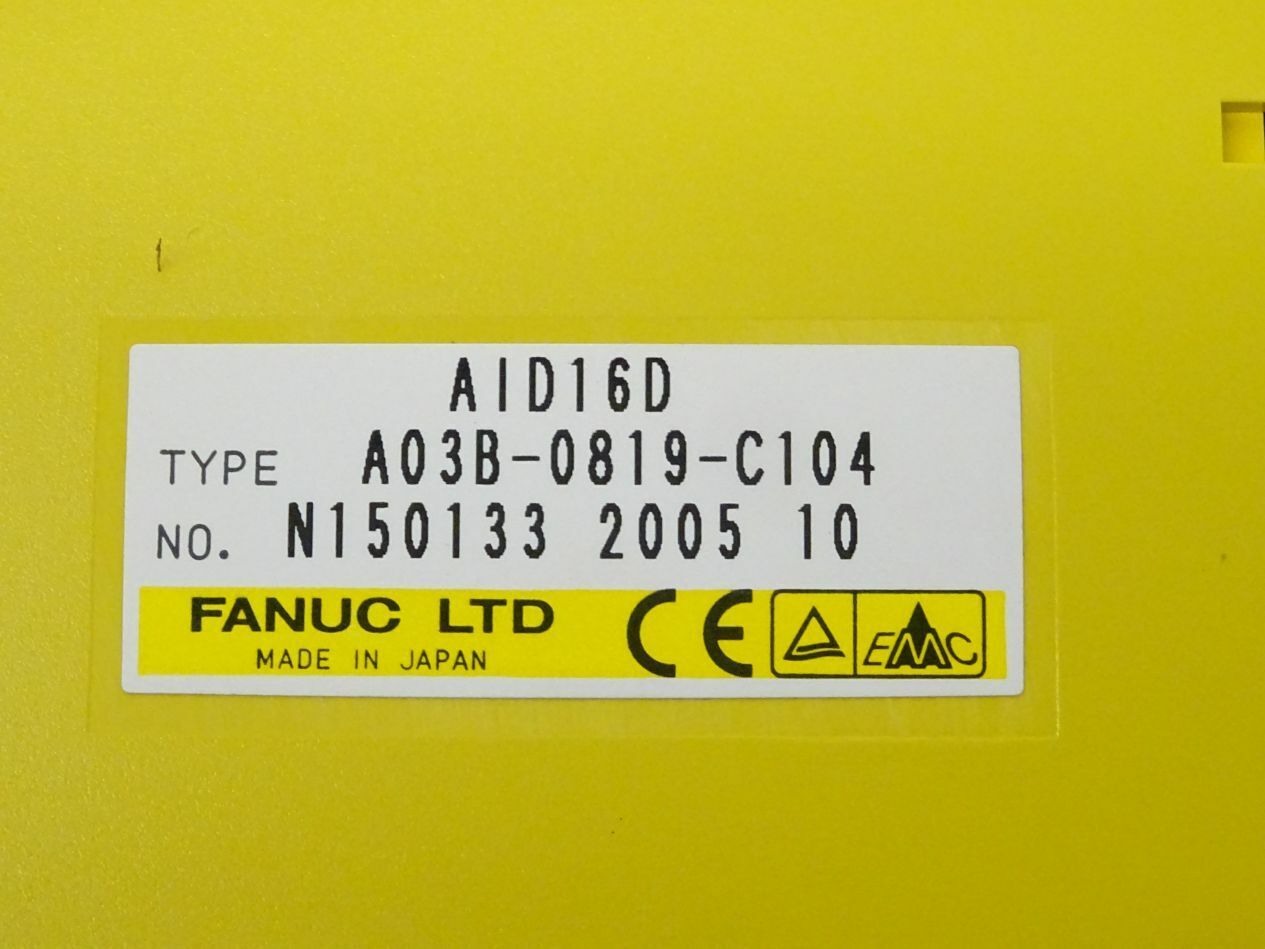 AID16D
TYPE A03B-0819-C104
NO. N150133 2005 10
FANUC LTD
MADE IN JAPAN
CE
EMC